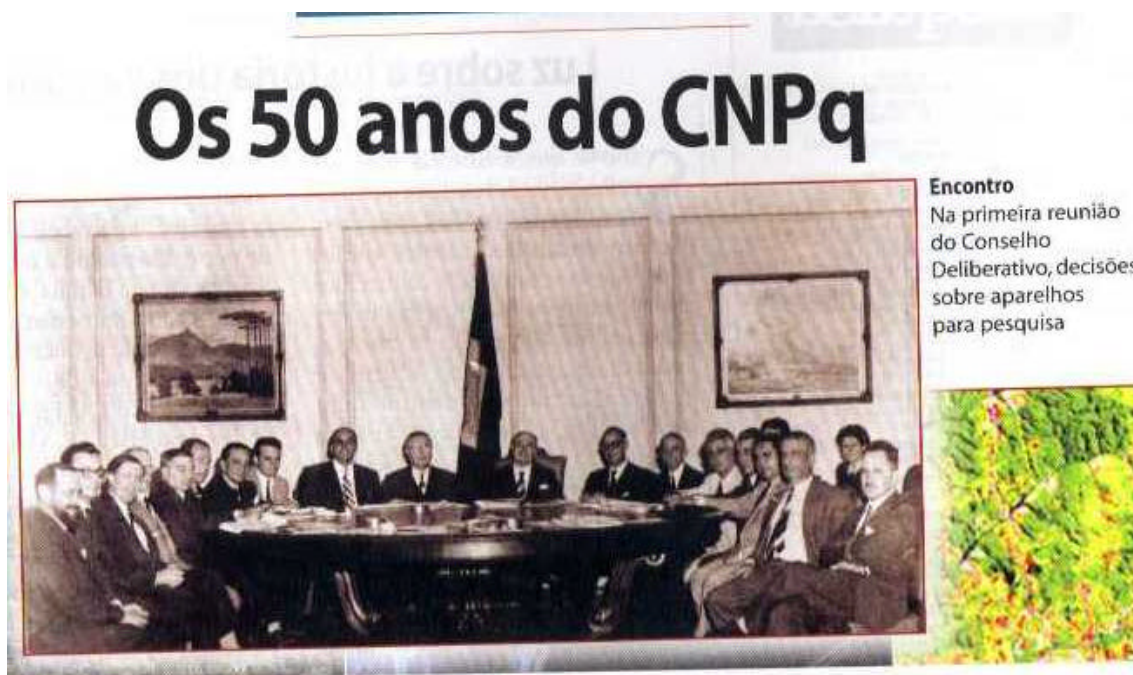 Os 50 anos do CNPq
Encontro
Na primeira reunião
do Conselho
Deliberativo, decisões
sobre aparelhos
para pesquisa